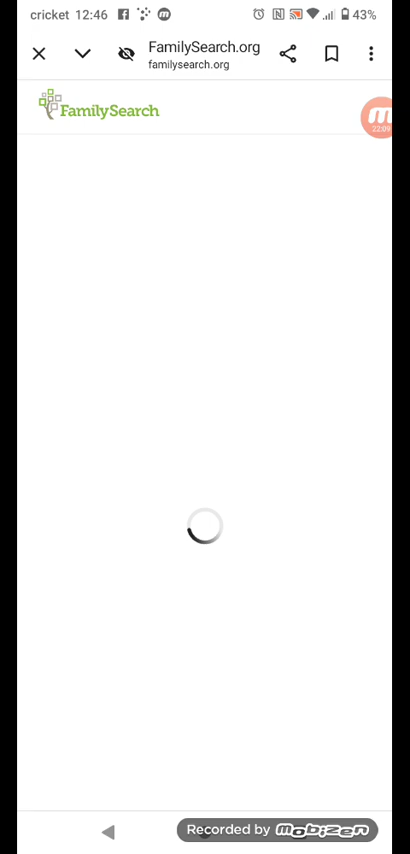 cricket 12:46 43%
FamilySearch.org
familysearch.org
FamilySearch
22:09
Recorded by mobizen